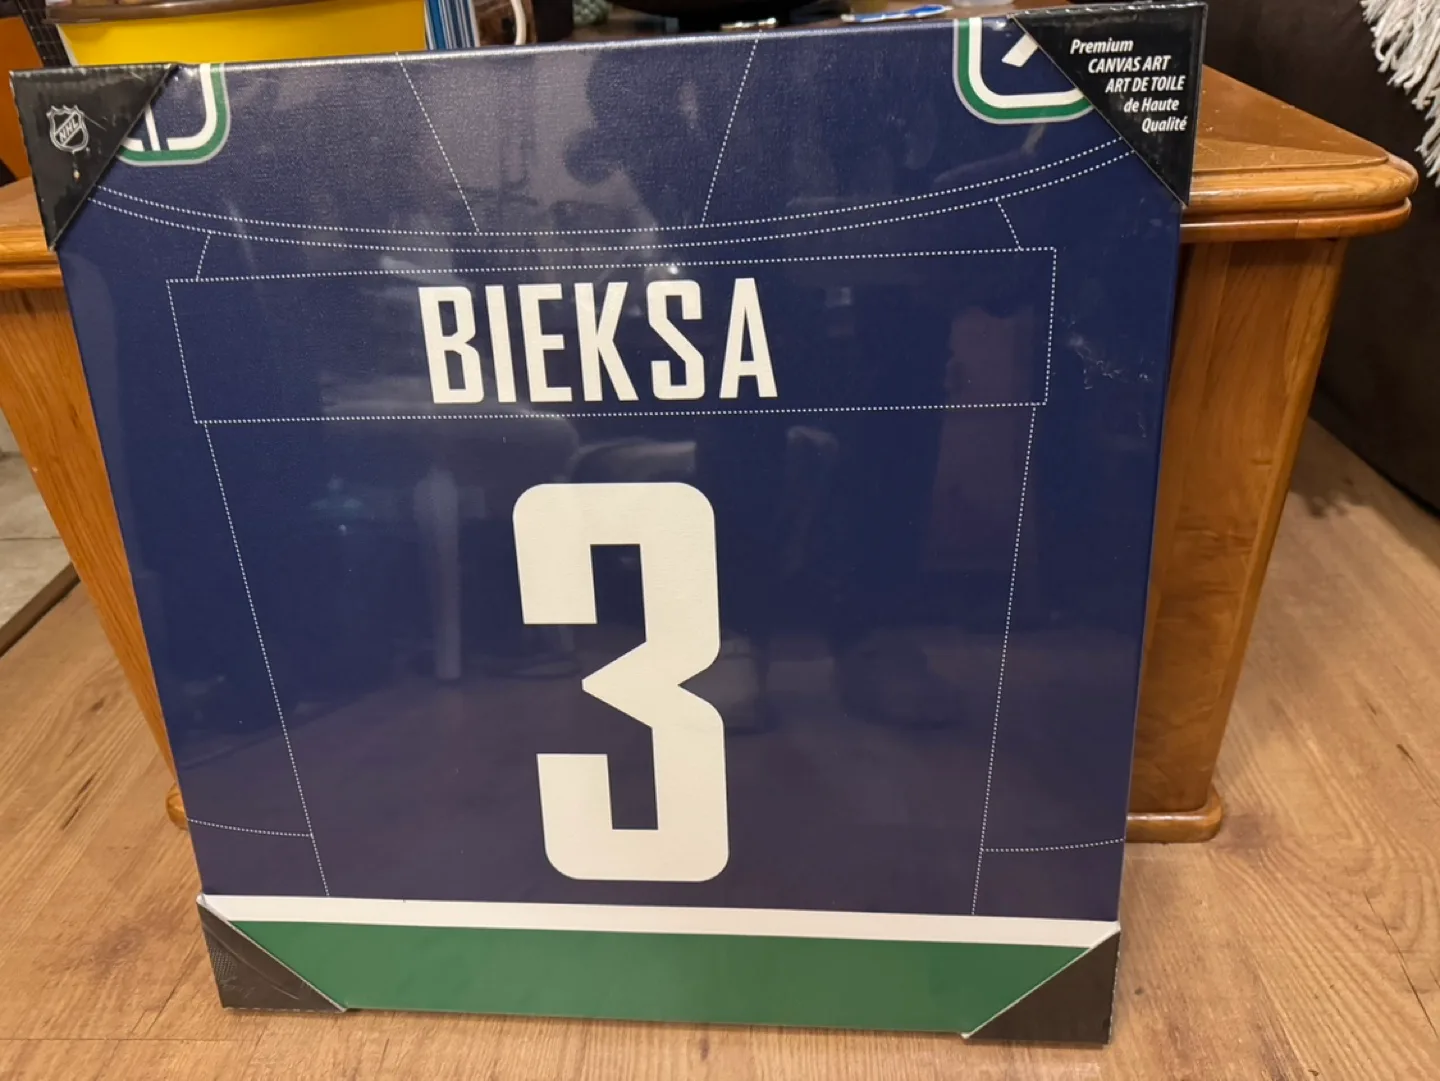 NHL
Premium
CANVAS ART
ART DE TOILE
de Haute
Qualité
BIEKSA
3